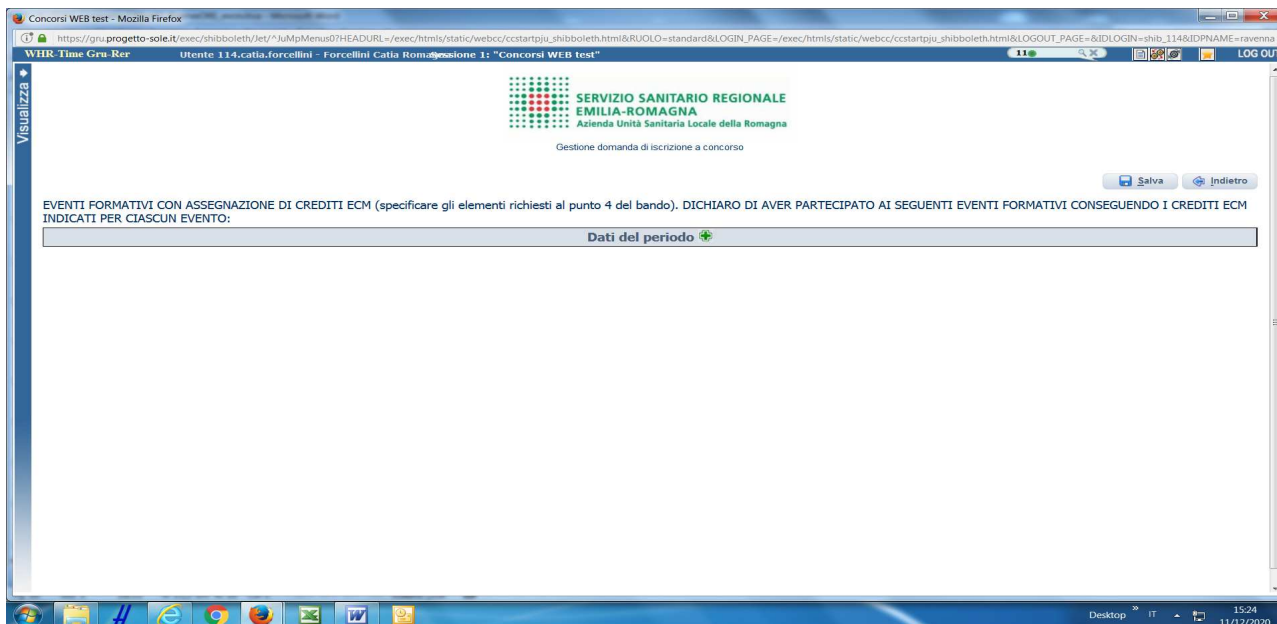 Concorsi WEB test - Mozilla Firefox
https://gru.progetto-sole.it/exec/shibboleth/Jet/^JuMpMenus0?HEADURL=/exec/htmls/static/webcc/ccstartpju_shibboleth.html&RUOLO=standard&LOGIN_PAGE=/exec/htmls/static/webcc/ccstartpju_shibboleth.html&LOGOUT_PAGE=&IDLOGIN=shib_114&IDPNAME=ravenna
WHR-Time Gru-Rer Utente 114.catia.forcellini - Forcellini Catia Sessione 1: "Concorsi WEB test" 11 LOG OUT
Visualizza
SERVIZIO SANITARIO REGIONALE
EMILIA-ROMAGNA
Azienda Unità Sanitaria Locale della Romagna
Gestione domanda di iscrizione a concorso
Salva Indietro
EVENTI FORMATIVI CON ASSEGNAZIONE DI CREDITI ECM (specificare gli elementi richiesti al punto 4 del bando). DICHIARO DI AVER PARTECIPATO AI SEGUENTI EVENTI FORMATIVI CONSEGUENDO I CREDITI ECM
INDICATI PER CIASCUN EVENTO:
Dati del periodo
Desktop » IT 15:24
11/12/2020